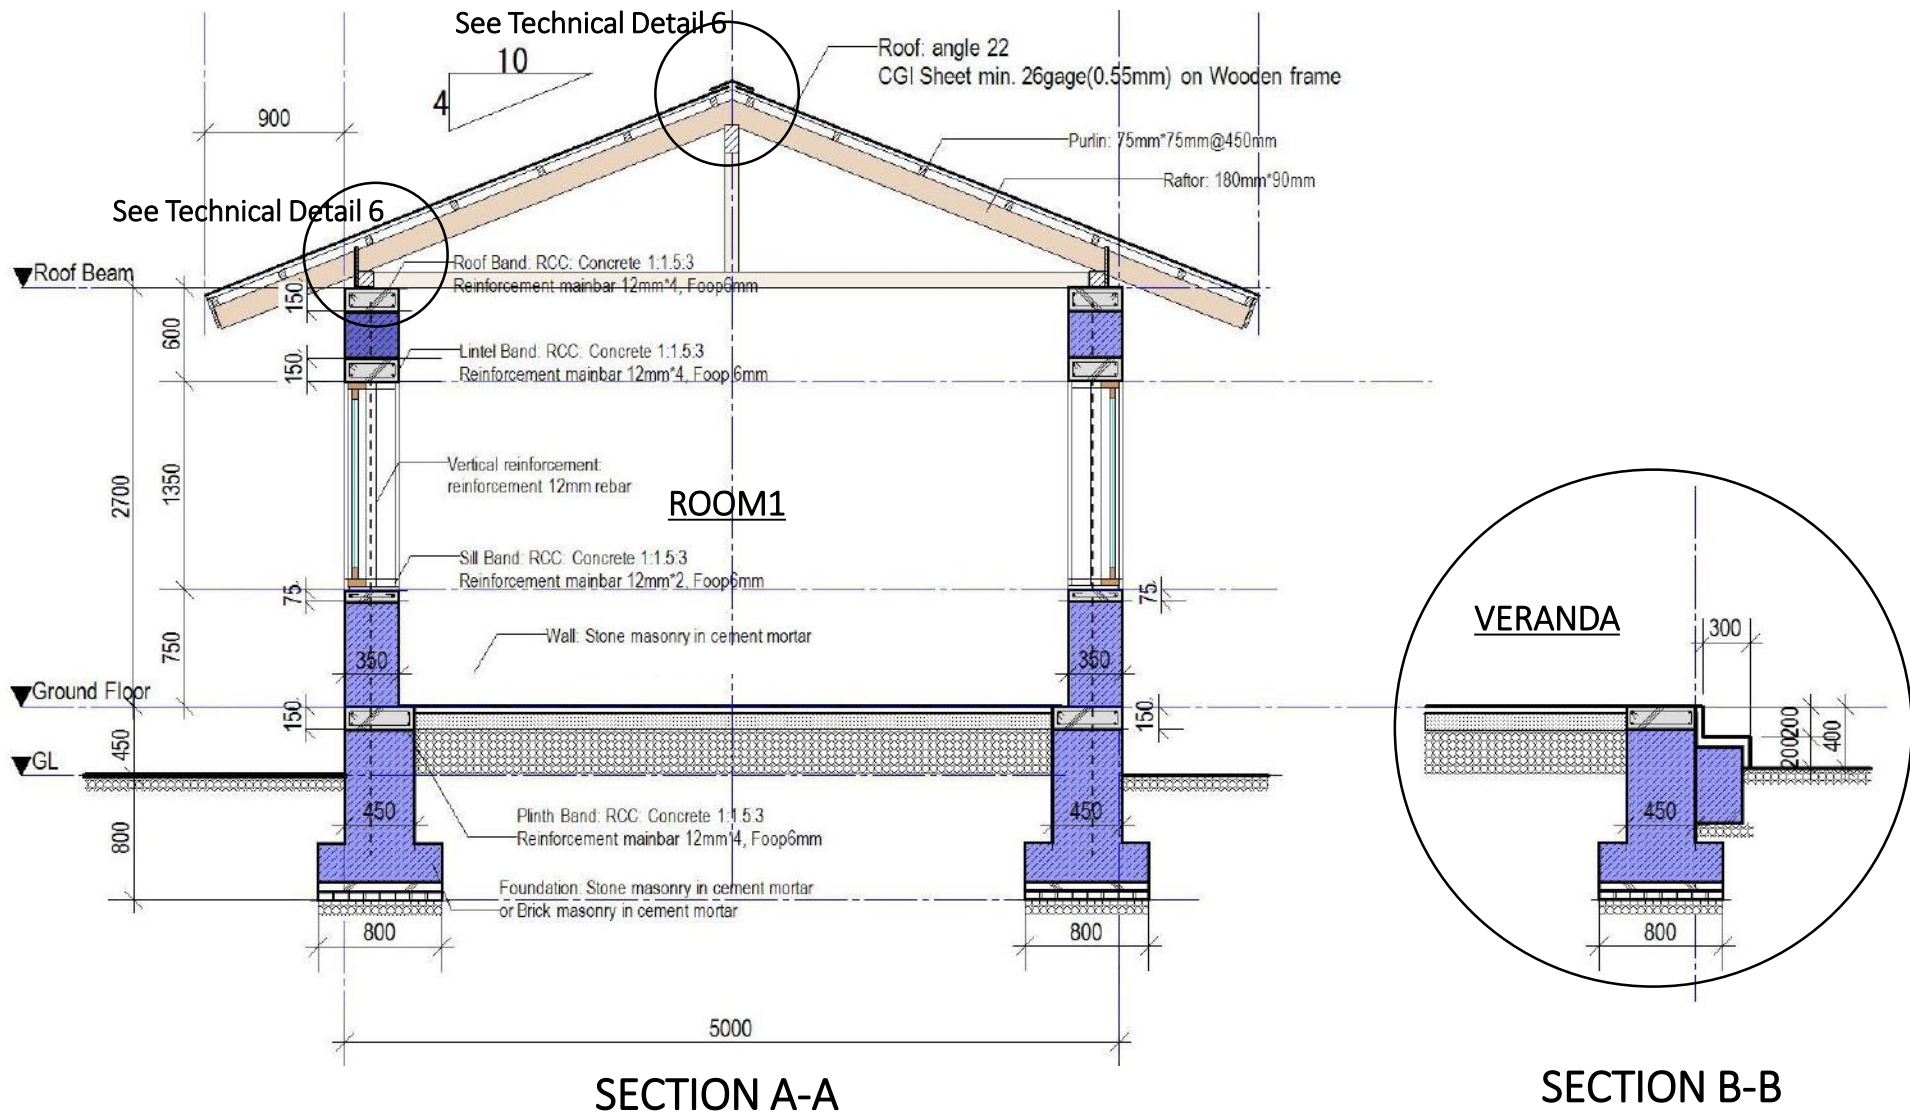 See Technical Detail 6
10
4
Roof: angle 22
CGI Sheet min. 26gage(0.55mm) on Wooden frame
900
Purlin: 75mm*75mm@450mm
Raftor: 180mm*90mm
See Technical Detail 6
Roof Beam
Roof Band: RCC: Concrete 1:1.5:3
Reinforcement mainbar 12mm*4, Foop6mm
150
600
Lintel Band: RCC: Concrete 1:1.5:3
Reinforcement mainbar 12mm*4, Foop 6mm
150
2700
1350
Vertical reinforcement:
reinforcement 12mm rebar
ROOM1
Sill Band: RCC: Concrete 1:1.5:3
Reinforcement mainbar 12mm*2, Foop6mm
75
75
750
Wall: Stone masonry in cement mortar
350
350
Ground Floor
150
150
450
GL
450
450
Plinth Band: RCC: Concrete 1:1.5:3
Reinforcement mainbar 12mm*4, Foop6mm
800
Foundation: Stone masonry in cement mortar
or Brick masonry in cement mortar
800
800
5000
SECTION A-A
VERANDA
300
200
200
400
450
800
SECTION B-B